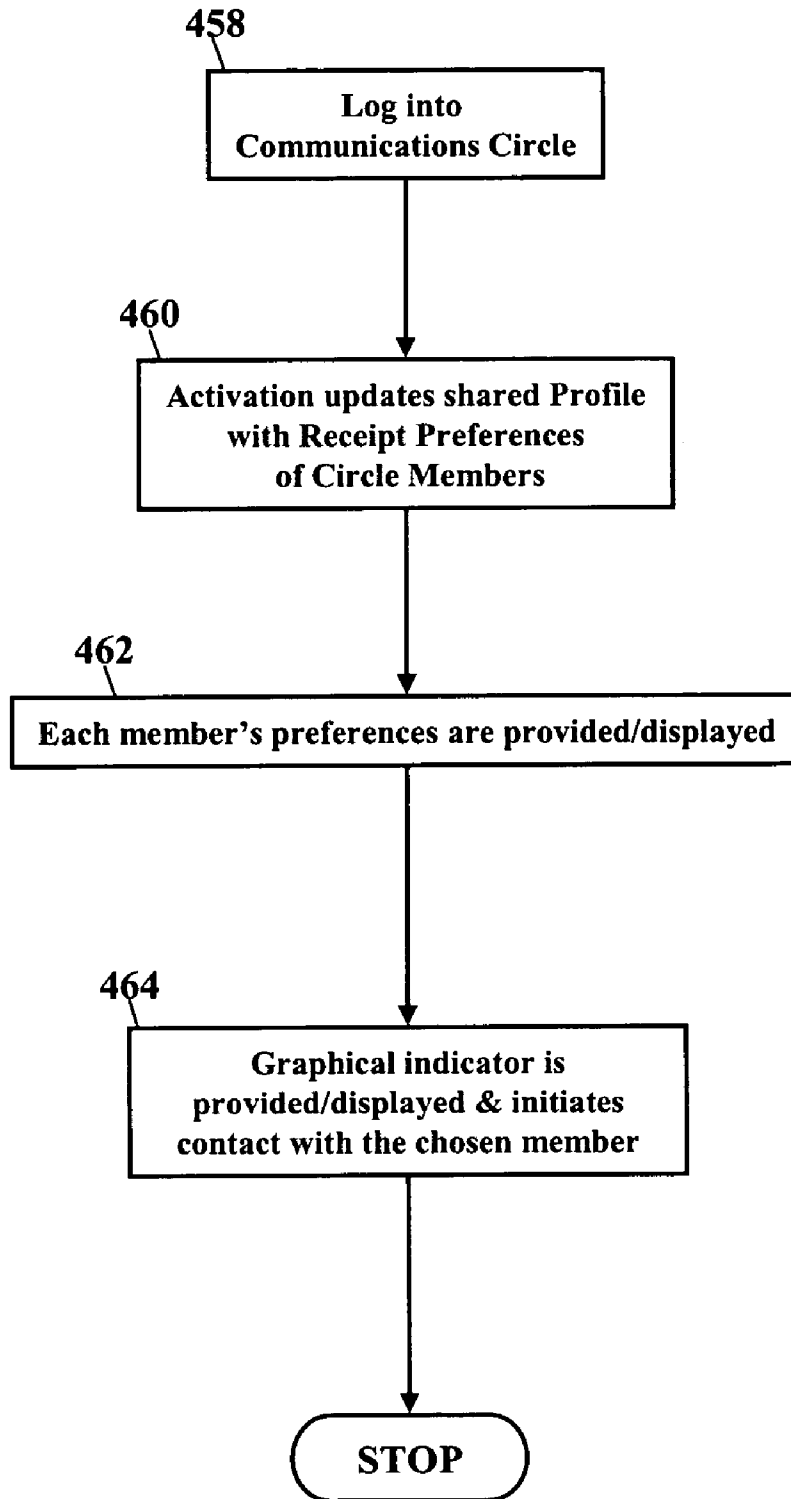 458
Log into
Communications Circle
460
Activation updates shared Profile
with Receipt Preferences
of Circle Members
462
Each member's preferences are provided/displayed
464
Graphical indicator is
provided/displayed & initiates
contact with the chosen member
STOP